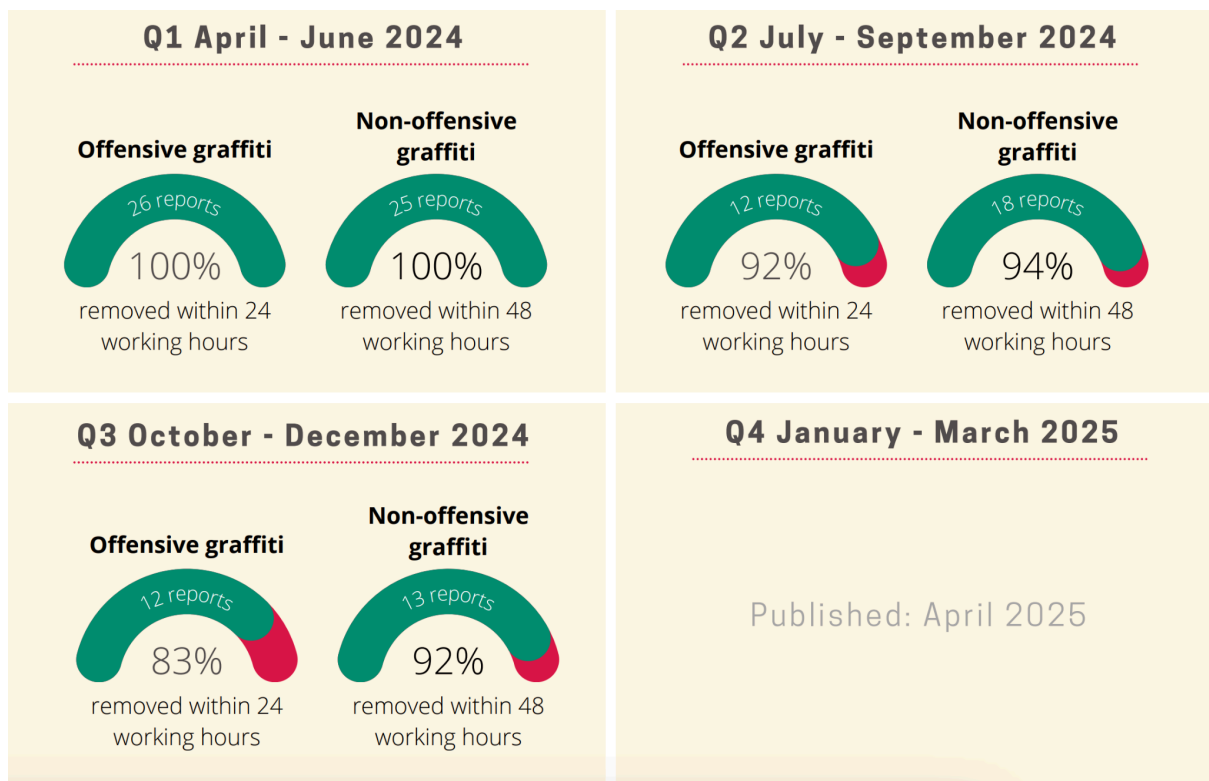 Q1 April - June 2024
Offensive graffiti
26 reports
100%
removed within 24
working hours
Non-offensive
graffiti
25 reports
100%
removed within 48
working hours
Q2 July - September 2024
Offensive graffiti
12 reports
92%
removed within 24
working hours
Non-offensive
graffiti
18 reports
94%
removed within 48
working hours
Q3 October - December 2024
Offensive graffiti
12 reports
83%
removed within 24
working hours
Non-offensive
graffiti
13 reports
92%
removed within 48
working hours
Q4 January - March 2025
Published: April 2025